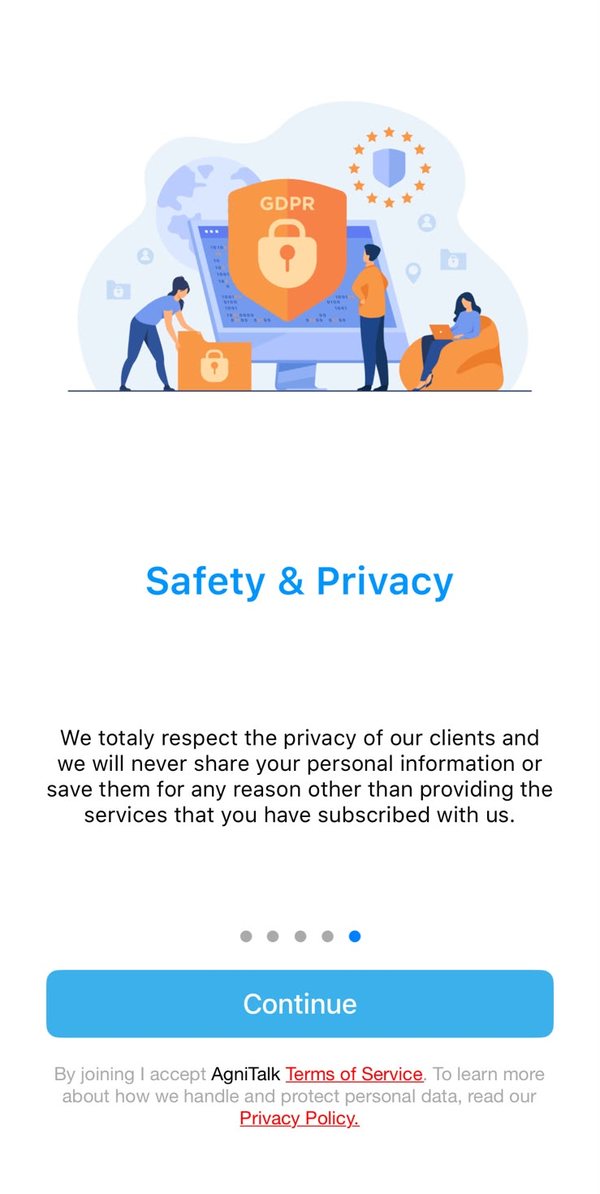 GDPR
Safety & Privacy
We totaly respect the privacy of our clients and
we will never share your personal information or
save them for any reason other than providing the
services that you have subscribed with us.
Continue
By joining I accept AgniTalk Terms of Service. To learn more
about how we handle and protect personal data, read our
Privacy Policy.